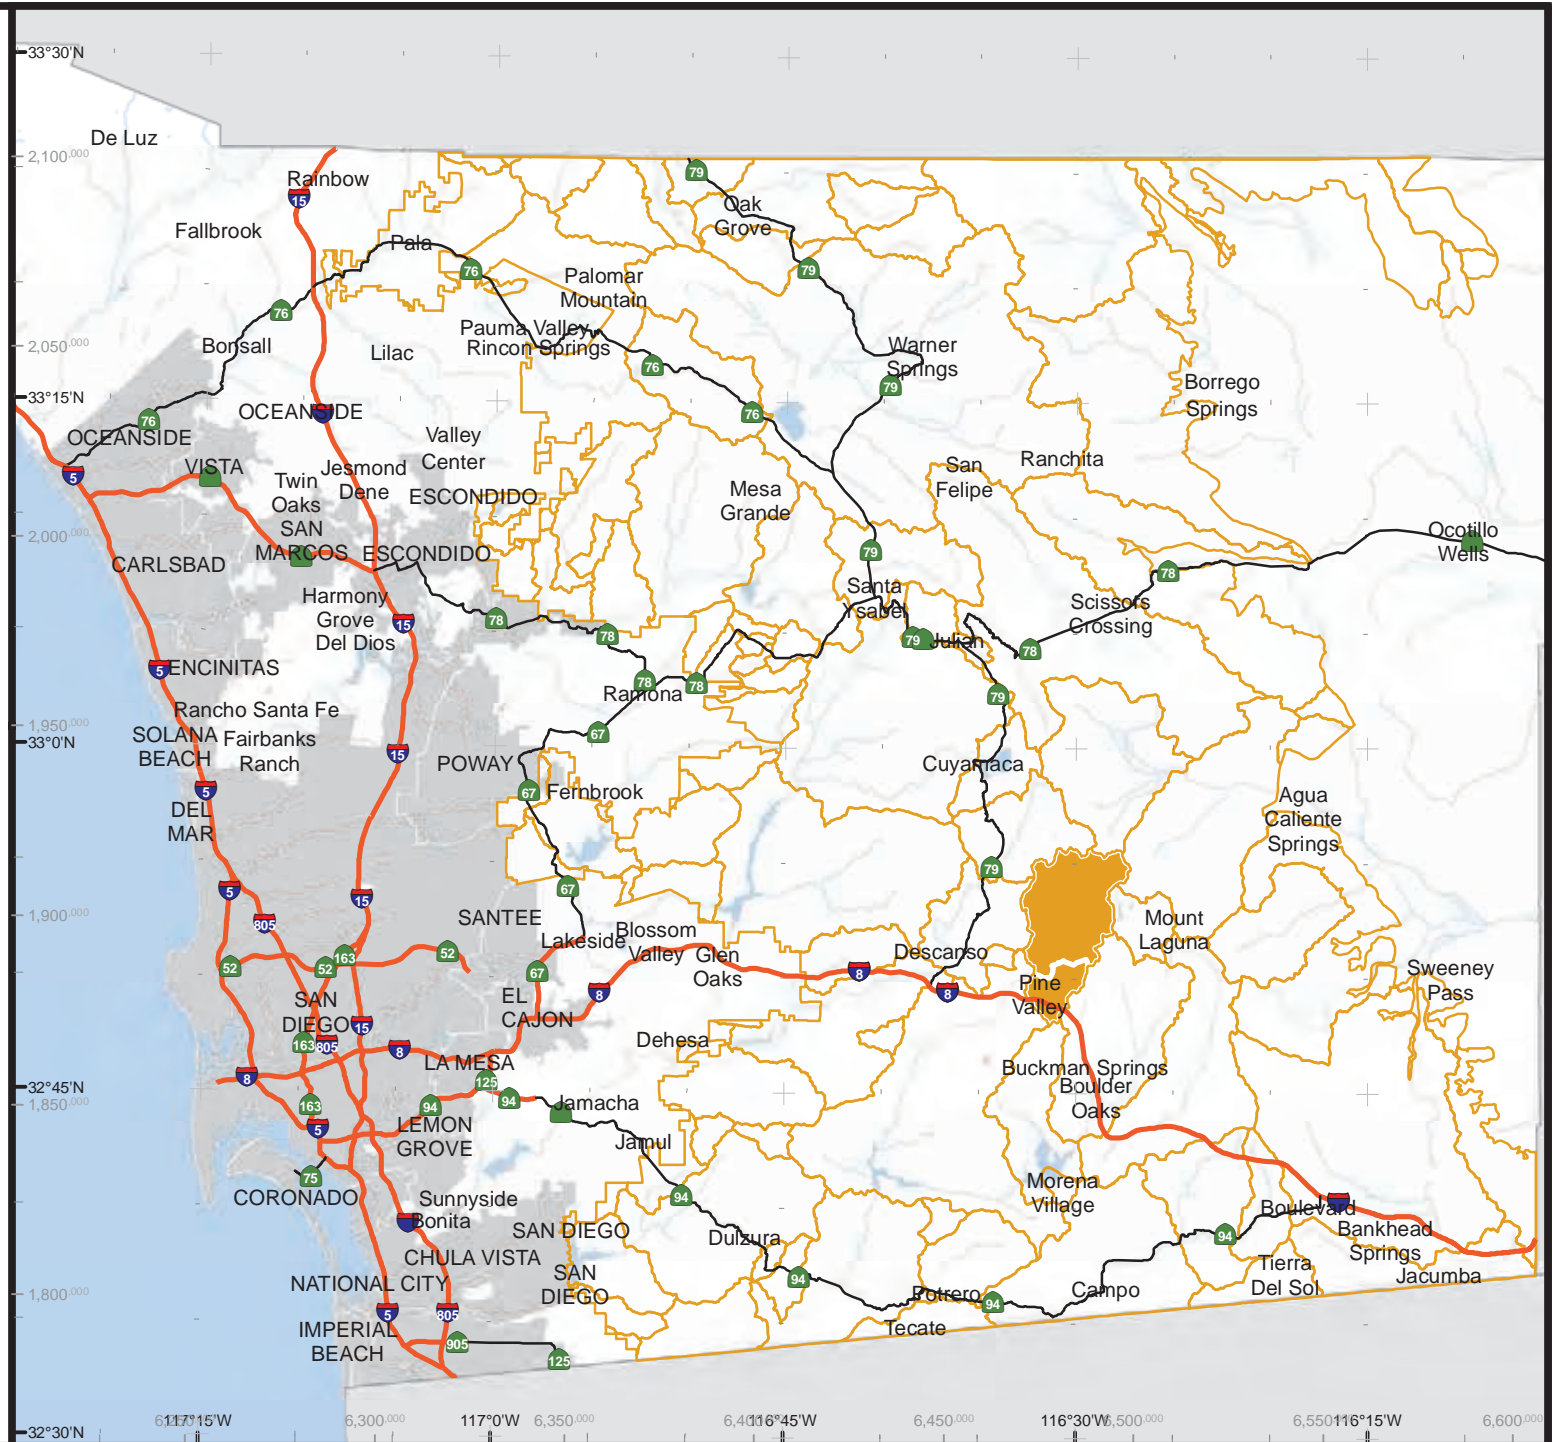 33°30'N
De Luz
2,100,000
Rainbow
15
79
Oak
Grove
Fallbrook
Pala
76
79
Palomar
Mountain
76
Pauma Valley
Rincon Springs
Bonsall
2,050,000
Lilac
Warner
Springs
76
79
Borrego
Springs
33°15'N
OCEANSIDE
76
76
OCEANSIDE
Valley
Center
5
VISTA
Jesmond
Dene
Twin
Oaks
ESCONDIDO
San
Felipe
Ranchita
Mesa
Grande
2,000,000
SAN
MARCOS
ESCONDIDO
CARLSBAD
79
Ocotillo
Wells
78
Santa
Ysabel
Harmony
Grove
Del Dios
15
78
78
Scissors
Crossing
79
Julian
78
5
ENCINITAS
78
78
Ramona
79
Rancho Santa Fe
1,950,000
33°0'N
SOLANA
BEACH
Fairbanks
Ranch
15
67
POWAY
Cuyamaca
5
67
Fernbrook
DEL
MAR
Agua
Caliente
Springs
79
5
15
67
1,900,000
805
SANTEE
Mount
Laguna
Blossom
Valley
Lakeside
52
163
52
52
Glen
Oaks
Descanso
8
67
Sweeney
Pass
8
8
Pine
Valley
SAN
DIEGO
EL
CAJON
15
163
805
8
Dehesa
LA MESA
8
125
Buckman Springs
Boulder
Oaks
32°45'N
1,850,000
163
94
94
Jamacha
5
LEMON
GROVE
Jamul
75
CORONADO
94
Morena
Village
Sunnyside
Bonita
Boulevard
SAN DIEGO
Dulzura
94
Bankhead
Springs
CHULA VISTA
Tierra
Del Sol
Jacumba
NATIONAL CITY
SAN
DIEGO
94
1,800,000
Potrero
94
Campo
5
805
Tecate
IMPERIAL
BEACH
905
125
117°15'W
6,300,000
117°0'W
6,350,000
116°45'W
6,450,000
116°30'W
6,500,000
6,550,000
116°15'W
6,600,000
32°30'N